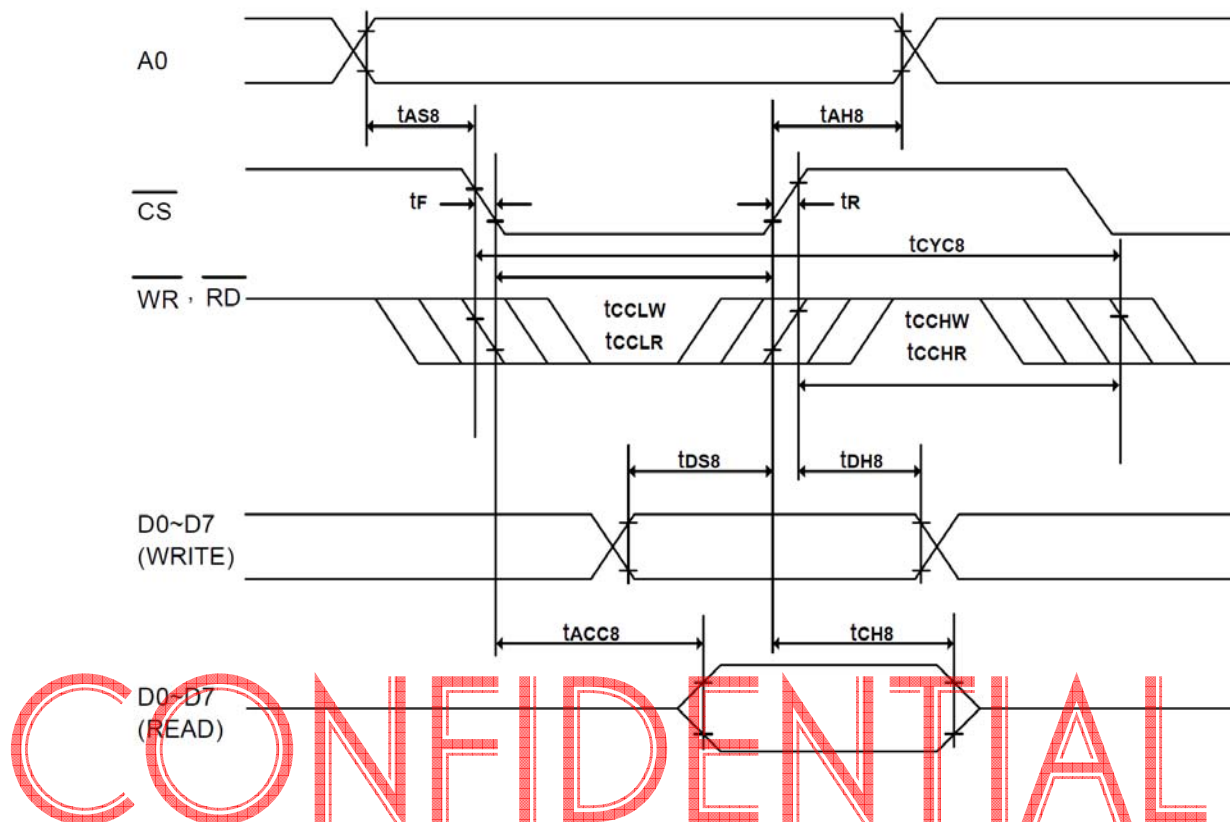 A0
tAS8
tAH8
CS
tF
tR
tCYC8
WR , RD
tCCLW
tCCLR
tCCHW
tCCHR
tDS8
tDH8
D0~D7
(WRITE)
tACC8
tCH8
D0~D7
(READ)
CONFIDENTIAL